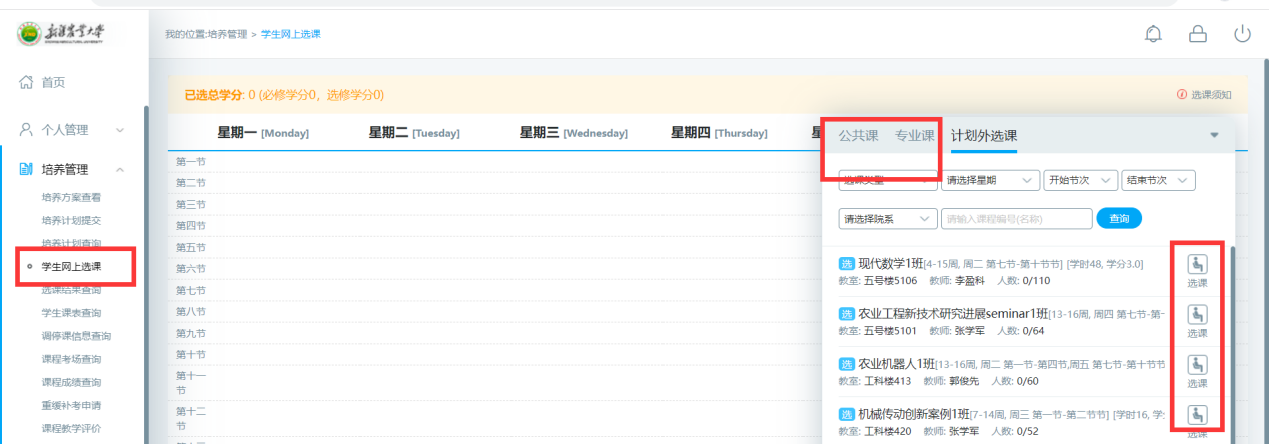 新疆农业大学
我的位置:培养管理 > 学生网上选课
首页
个人管理
培养管理
培养方案查看
培养计划提交
培养计划查询
学生网上选课
选课结果查询
学生课表查询
调停课信息查询
课程考场查询
课程成绩查询
重缓补考申请
课程教学评价
已选总学分: 0 (必修学分0, 选修学分0)
选课须知
星期一 [Monday] 星期二 [Tuesday] 星期三 [Wednesday] 星期四 [Thursday]
第一节
第二节
第三节
第四节
第五节
第六节
第七节
第八节
第九节
第十节
第十一
节
第十二
节
公共课 专业课 计划外选课
选课类型 请选择星期 开始节次 结束节次
请选择院系 请输入课程编号(名称) 查询
选 现代数学1班[4-15周, 周二 第七节-第十节] [学时48, 学分3.0]
教室: 五号楼5106 教师: 李盈科 人数: 0/110
选课
选 农业工程新技术研究进展seminar1班[13-16周, 周四 第七节-第-
教室: 五号楼5101 教师: 张学军 人数: 0/64
选课
选 农业机器人1班[13-16周, 周二 第一节-第四节,周五 第七节-第十节
教室: 工科楼413 教师: 郭俊先 人数: 0/60
选课
选 机械传动创新案例1班[7-14周, 周三 第一节-第二节] [学时16, 学:
教室: 工科楼420 教师: 张学军 人数: 0/52
选课